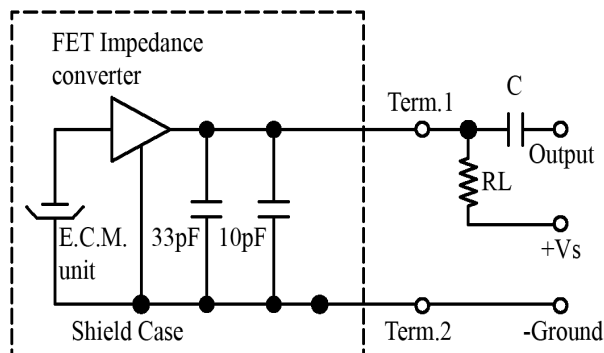 FET Impedance
converter
Term.1
C
Output
RL
E.C.M.
unit
33pF
10pF
+Vs
Shield Case
Term.2
-Ground